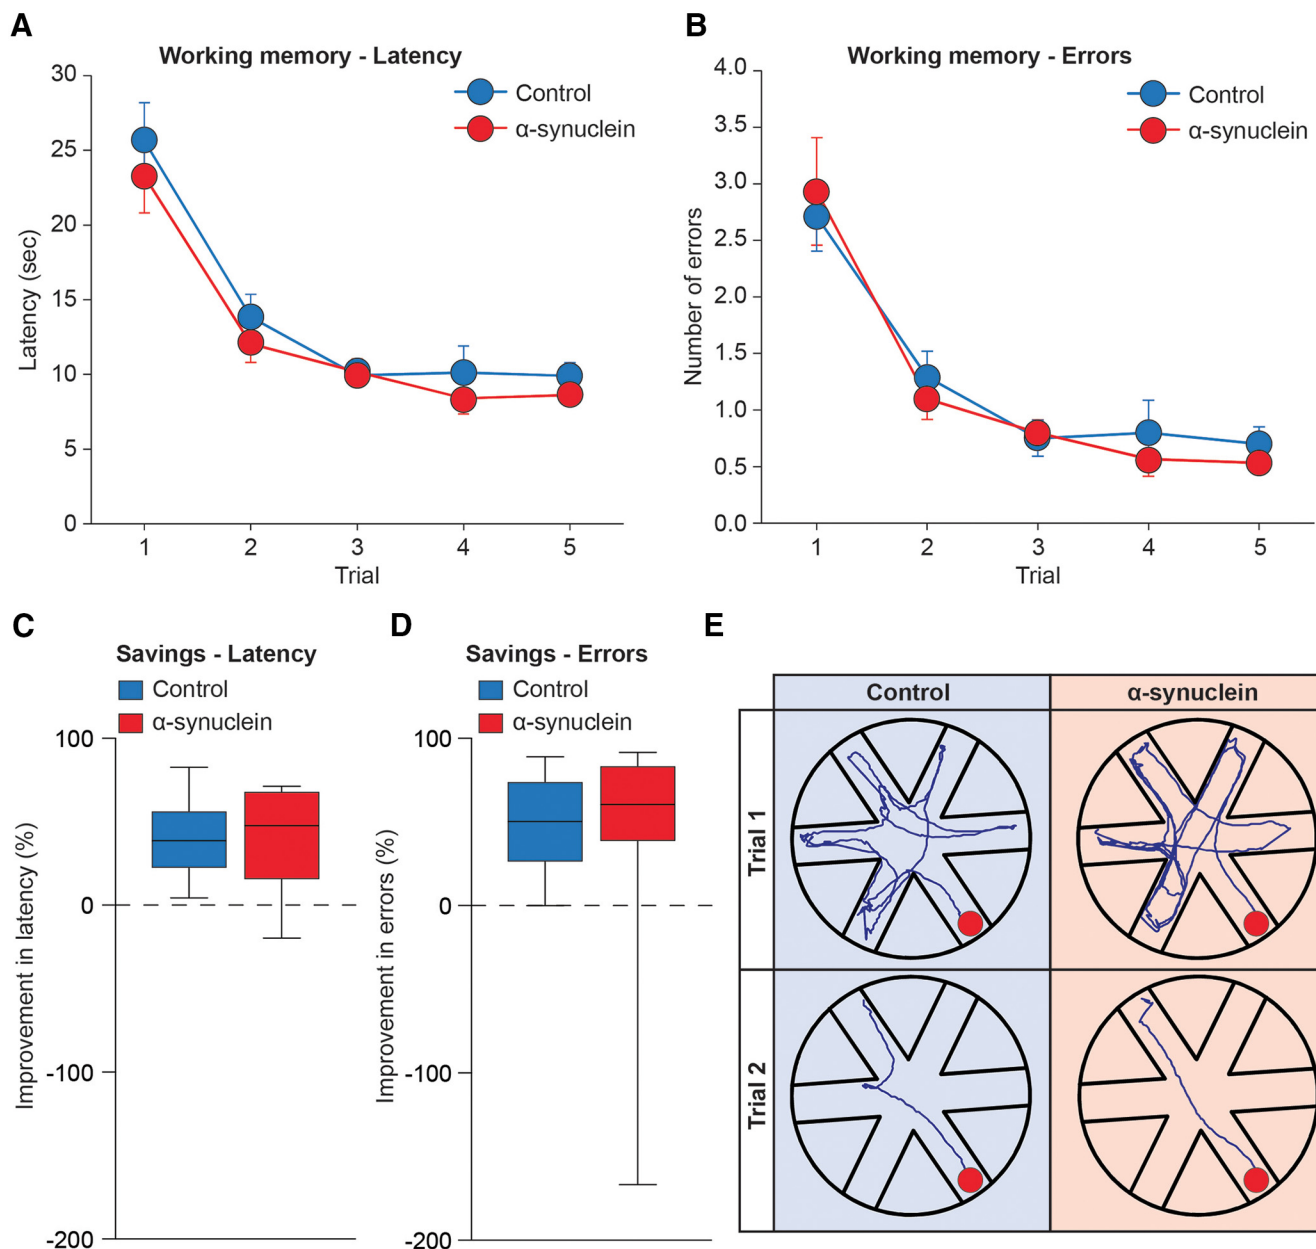 A
Working memory - Latency
Control
α-synuclein
30
25
20
15
10
5
0
Latency (sec)
1 2 3 4 5
Trial
B
Working memory - Errors
Control
α-synuclein
4.0
3.5
3.0
2.5
2.0
1.5
1.0
0.5
0.0
Number of errors
1 2 3 4 5
Trial
C
Savings - Latency
Control
α-synuclein
100
0
-100
-200
Improvement in latency (%)
D
Savings - Errors
Control
α-synuclein
100
0
-100
-200
Improvement in errors (%)
E
Control α-synuclein
Trial 1
Trial 2